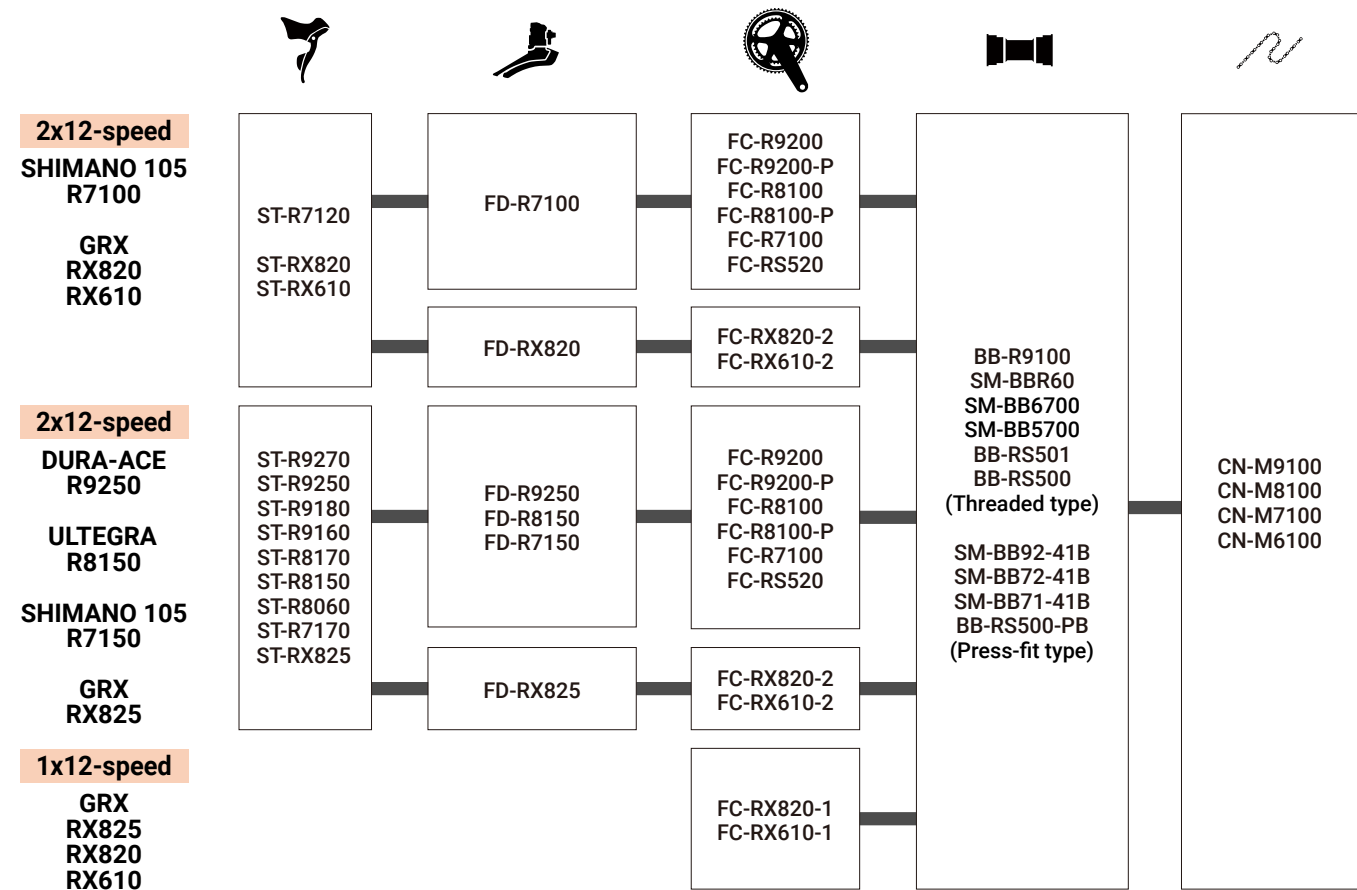 2x12-speed
SHIMANO 105
R7100
GRX
RX820
RX610
ST-R7120
ST-RX820
ST-RX610
FD-R7100
FC-R9200
FC-R9200-P
FC-R8100
FC-R8100-P
FC-R7100
FC-RS520
FD-RX820
FC-RX820-2
FC-RX610-2
2x12-speed
DURA-ACE
R9250
ULTEGRA
R8150
SHIMANO 105
R7150
GRX
RX825
ST-R9270
ST-R9250
ST-R9180
ST-R9160
ST-R8170
ST-R8150
ST-R8060
ST-R7170
ST-RX825
FD-R9250
FD-R8150
FD-R7150
FC-R9200
FC-R9200-P
FC-R8100
FC-R8100-P
FC-R7100
FC-RS520
FD-RX825
FC-RX820-2
FC-RX610-2
1x12-speed
GRX
RX825
RX820
RX610
FC-RX820-1
FC-RX610-1
BB-R9100
SM-BBR60
SM-BB6700
SM-BB5700
BB-RS501
BB-RS500
(Threaded type)
SM-BB92-41B
SM-BB72-41B
SM-BB71-41B
BB-RS500-PB
(Press-fit type)
CN-M9100
CN-M8100
CN-M7100
CN-M6100